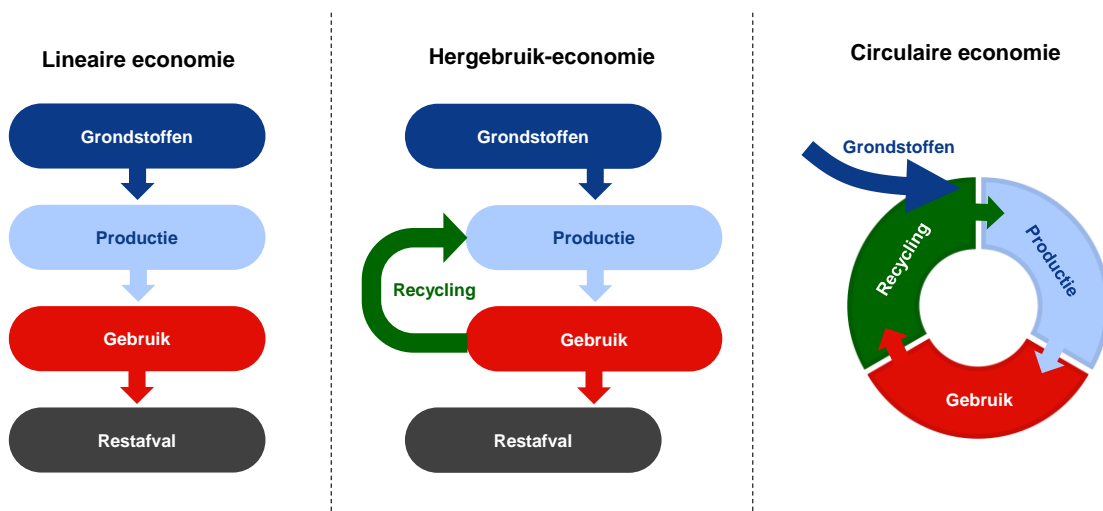 Lineaire economie
Grondstoffen
Productie
Gebruik
Restafval
Hergebruik-economie
Grondstoffen
Productie
Recycling
Gebruik
Restafval
Circulaire economie
Grondstoffen
Recycling
Productie
Gebruik